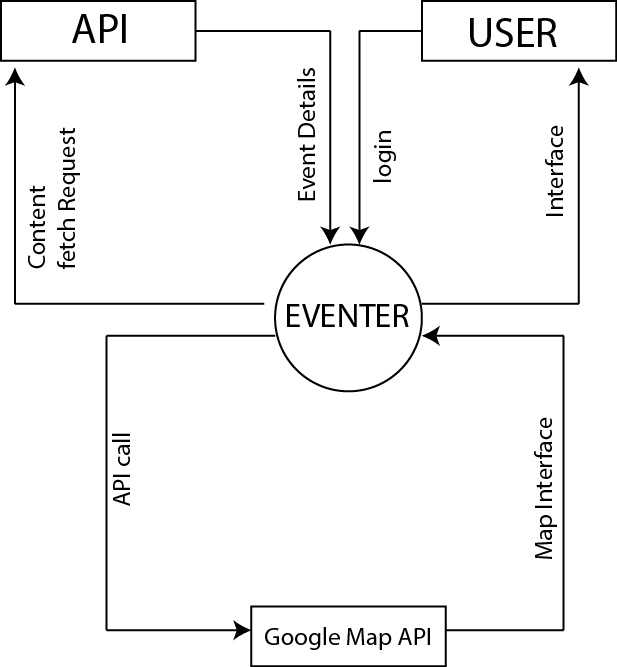 API
USER
Event Details
login
Content
fetch Request
Interface
EVENTER
API call
Map Interface
Google Map API